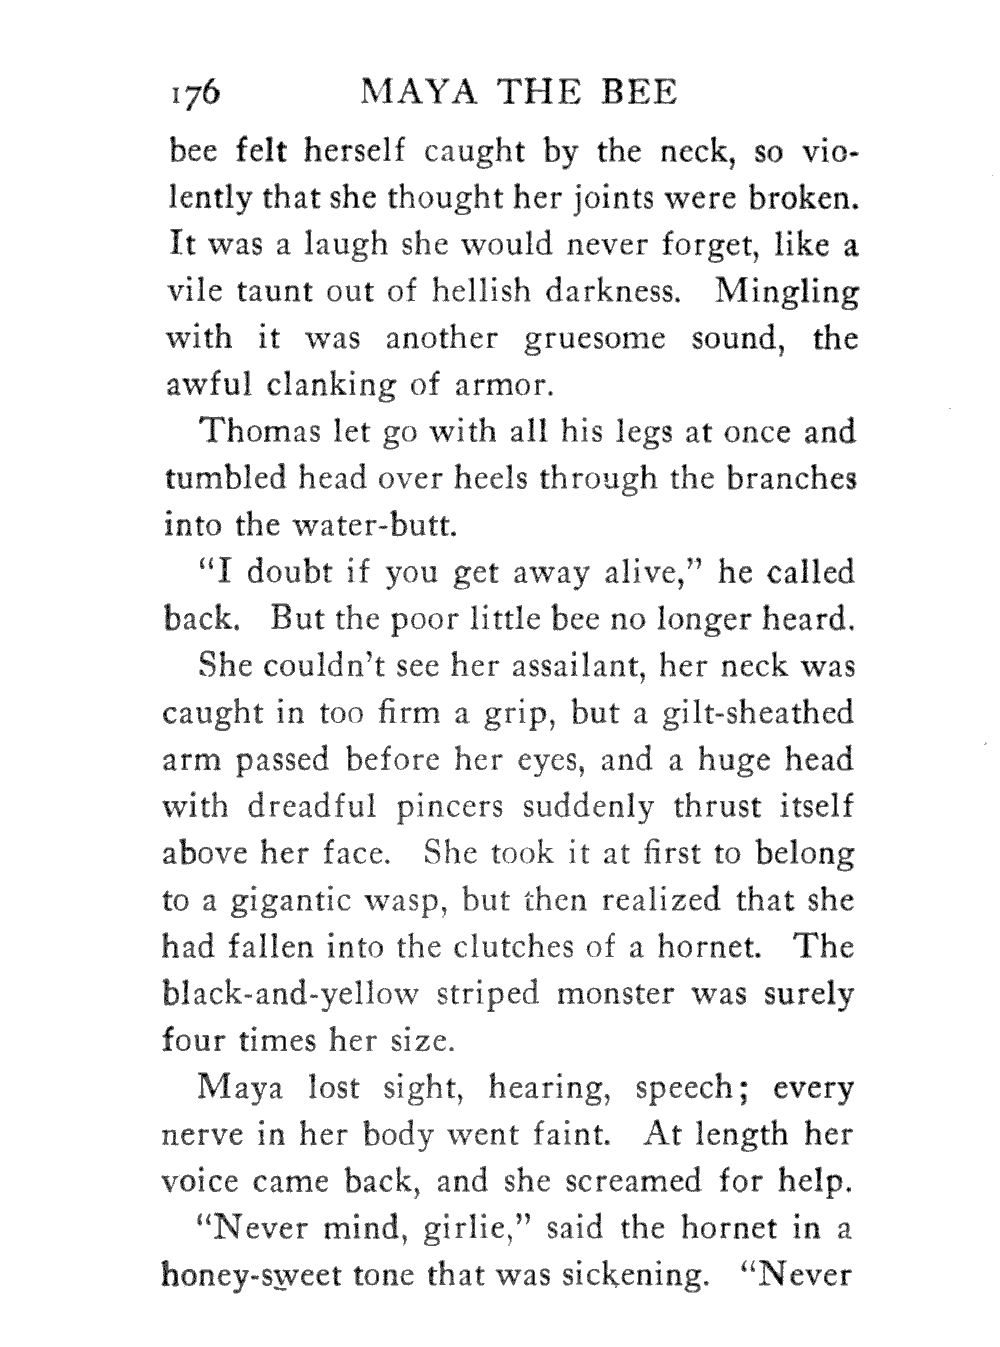 176 MAYA THE BEE
bee felt herself caught by the neck, so vio-
lently that she thought her joints were broken.
It was a laugh she would never forget, like a
vile taunt out of hellish darkness. Mingling
with it was another gruesome sound, the
awful clanking of armor.
Thomas let go with all his legs at once and
tumbled head over heels through the branches
into the water-butt.
“I doubt if you get away alive,” he called
back. But the poor little bee no longer heard.
She couldn’t see her assailant, her neck was
caught in too firm a grip, but a gilt-sheathed
arm passed before her eyes, and a huge head
with dreadful pincers suddenly thrust itself
above her face. She took it at first to belong
to a gigantic wasp, but then realized that she
had fallen into the clutches of a hornet. The
black-and-yellow striped monster was surely
four times her size.
Maya lost sight, hearing, speech; every
nerve in her body went faint. At length her
voice came back, and she screamed for help.
“Never mind, girlie,” said the hornet in a
honey-sweet tone that was sickening. “Never